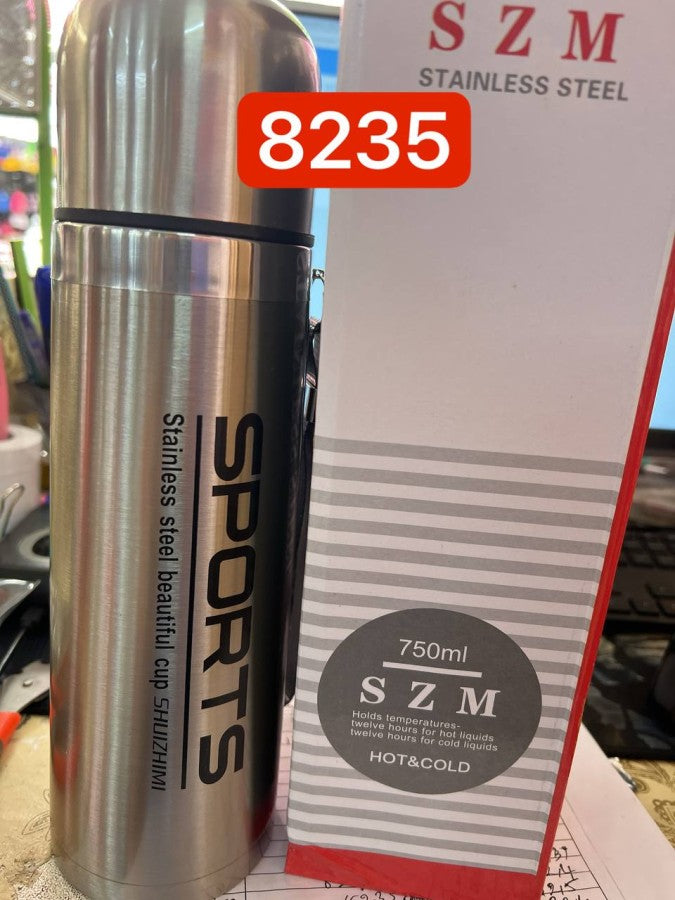 S Z M
STAINLESS STEEL
8235
SPORTS
Stainless steel beautiful cup SHUIZHIMI
750ml
S Z M
Holds temperatures-
twelve hours for hot liquids
twelve hours for cold liquids
HOT&COLD